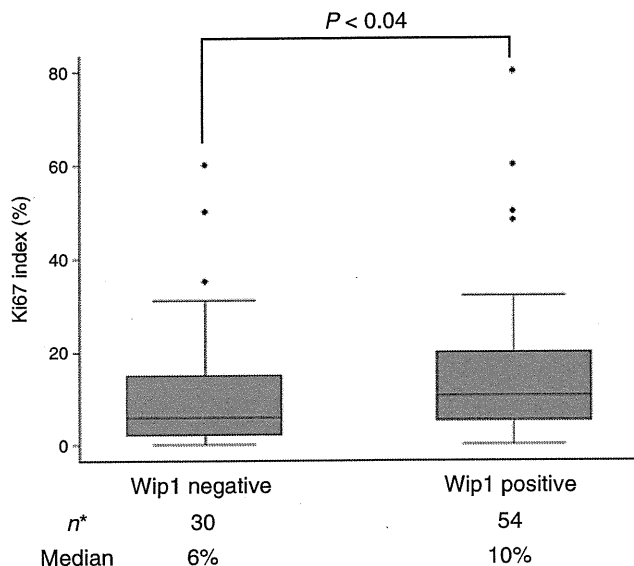 P < 0.04
80
60
40
20
0
Ki67 index (%)
Wip1 negative Wip1 positive
n* 30 54
Median 6% 10%